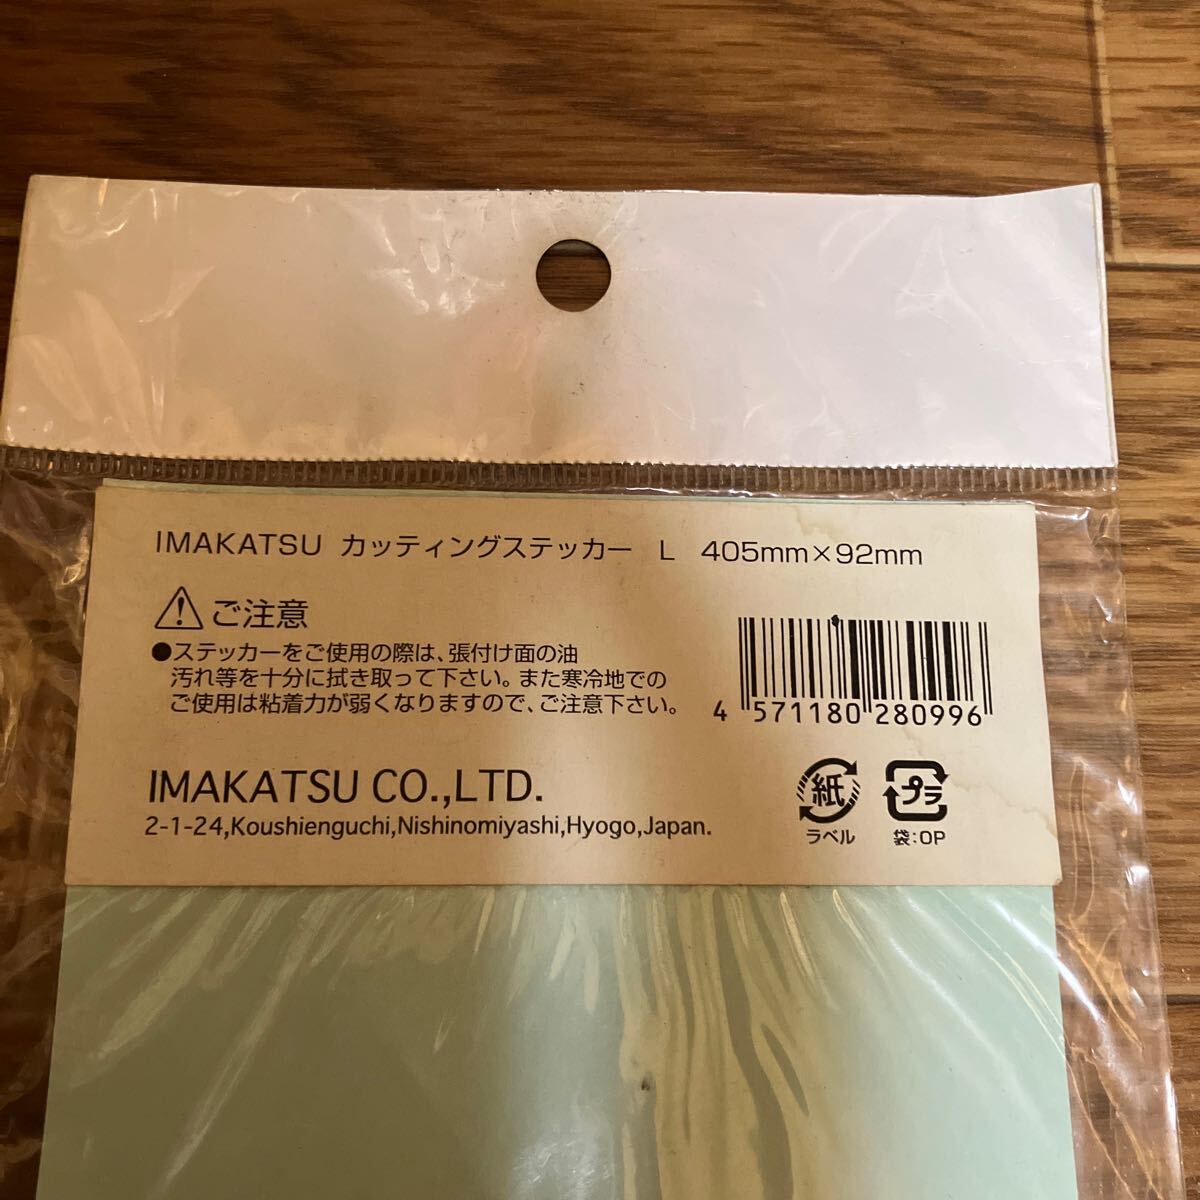 IMAKATSU カッティングステッカー L 405mm×92mm
ご注意
●ステッカーをご使用の際は、張付け面の油
汚れ等を十分に拭き取って下さい。また寒冷地での
ご使用は粘着力が弱くなりますので、ご注意下さい。
4 571180 280996
IMAKATSU CO.,LTD.
2-1-24,Koushienguchi,Nishinomiyashi,Hyogo,Japan.
紙
ラベル
プラ
袋:OP